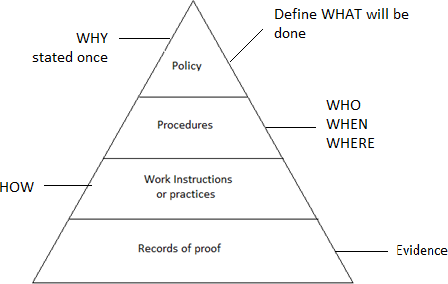 Define WHAT will be
done
WHY
stated once
Policy
WHO
WHEN
WHERE
Procedures
HOW
Work Instructions
or practices
Records of proof
Evidence